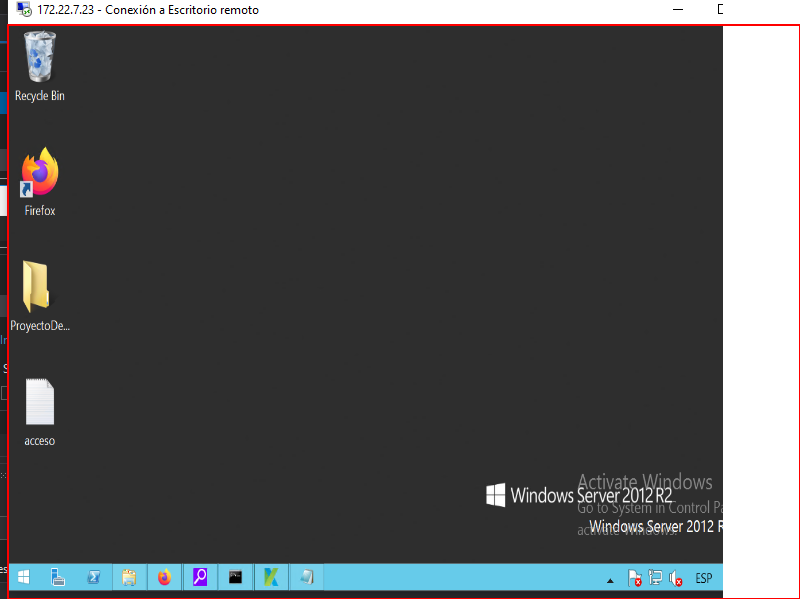 172.22.7.23 - Conexión a Escritorio remoto
Recycle Bin
Firefox
ProyectoDe...
acceso
Activate Windows
Windows Server 2012 R2
Go to System in Control Pa
Windows Server 2012 R
activate Windows.
ESP